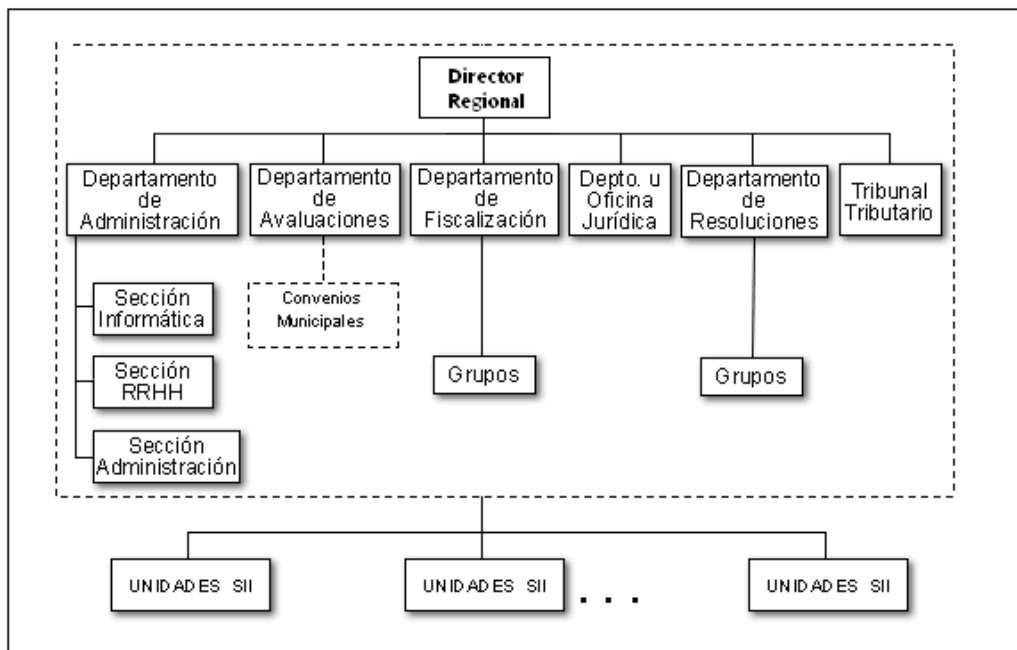 Director
Regional
Departamento
de
Administración
Departamento
de
Avaluaciones
Departamento
de
Fiscalización
Depto. u
Oficina
Jurídica
Departamento
de
Resoluciones
Tribunal
Tributario
Sección
Informática
Sección
RRHH
Sección
Administración
Convenios
Municipales
Grupos
Grupos
UNIDADES SII
UNIDADES SII
. . .
UNIDADES SII